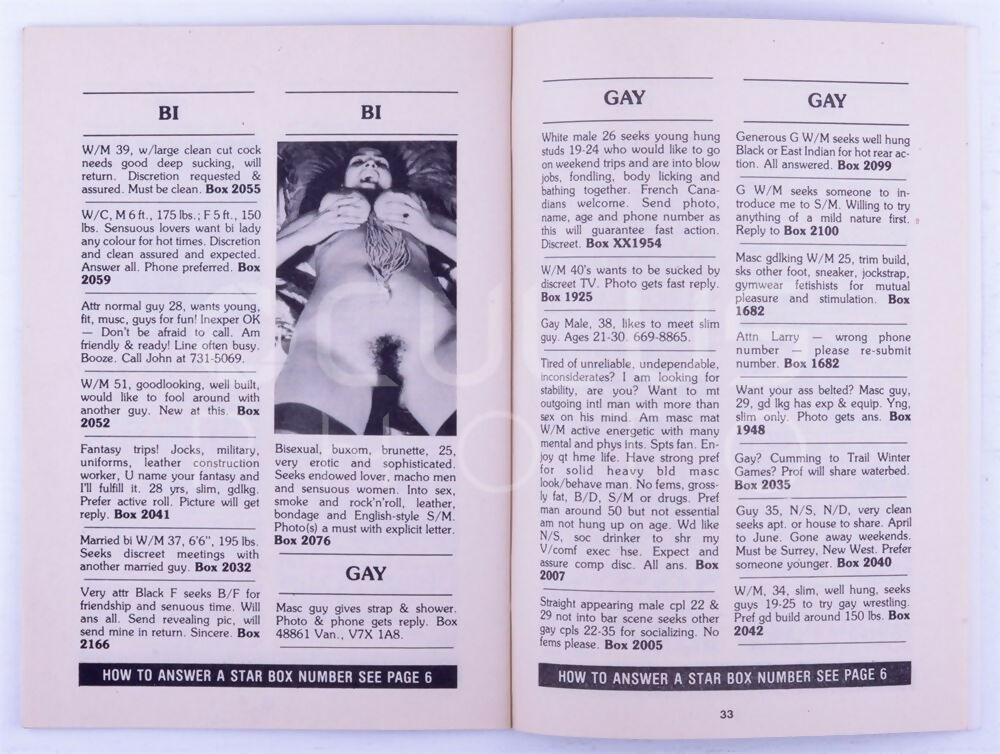 BI
W/M 39, w/large clean cut cock
needs good deep sucking, will
return. Discretion requested &
assured. Must be clean. Box 2055
W/C, M 6 ft., 175 lbs.; F 5 ft., 150
lbs. Sensuous lovers want bi lady
any colour for hot times. Discretion
and clean assured and expected.
Answer all. Phone preferred. Box
2059
Attr normal guy 28, wants young,
fit, musc, guys for fun! Inexper OK
— Don't be afraid to call. Am
friendly & ready! Line often busy.
Booze. Call John at 731-5069.
W/M 51, goodlooking, well built,
would like to fool around with
another guy. New at this. Box
2052
Fantasy trips! Jocks, military,
uniforms, leather construction
worker, U name your fantasy and
I'll fulfill it. 28 yrs, slim, gdlkg.
Prefer active roll. Picture will get
reply. Box 2041
Married bi W/M 37, 6'6", 195 lbs.
Seeks discreet meetings with
another married guy. Box 2032
Very attr Black F seeks B/F for
friendship and senuous time. Will
ans all. Send revealing pic, will
send mine in return. Sincere. Box
2166
BI
Bisexual, buxom, brunette, 25,
very erotic and sophisticated.
Seeks endowed lover, macho men
and sensuous women. Into sex,
smoke and rock'n'roll, leather,
bondage and English-style S/M.
Photo(s) a must with explicit letter.
Box 2076
GAY
Masc guy gives strap & shower.
Photo & phone gets reply. Box
48861 Van., V7X 1A8.
HOW TO ANSWER A STAR BOX NUMBER SEE PAGE 6
GAY
White male 26 seeks young hung
studs 19-24 who would like to go
on weekend trips and are into blow
jobs, fondling, body licking and
bathing together. French Cana-
dians welcome. Send photo,
name, age and phone number as
this will guarantee fast action.
Discreet. Box XX1954
W/M 40's wants to be sucked by
discreet TV. Photo gets fast reply.
Box 1925
Gay Male, 38, likes to meet slim
guy. Ages 21-30. 669-8865.
Tired of unreliable, undependable,
inconsiderates? I am looking for
stability, are you? Want to mt
outgoing intl man with more than
sex on his mind. Am masc mat
W/M active energetic with many
mental and phys ints. Spts fan. En-
joy qt hme life. Have strong pref
for solid heavy bld masc
look/behave man. No fems, gross-
ly fat, B/D, S/M or drugs. Pref
man around 50 but not essential
am not hung up on age. Wd like
N/S, soc drinker to shr my
V/comf exec hse. Expect and
assure comp disc. All ans. Box
2007
Straight appearing male cpl 22 &
29 not into bar scene seeks other
gay cpls 22-35 for socializing. No
fems please. Box 2005
GAY
Generous G W/M seeks well hung
Black or East Indian for hot rear ac-
tion. All answered. Box 2099
G W/M seeks someone to in-
troduce me to S/M. Willing to try
anything of a mild nature first.
Reply to Box 2100
Masc gdlking W/M 25, trim build,
sks other foot, sneaker, jockstrap,
gymwear fetishists for mutual
pleasure and stimulation. Box
1682
Attn Larry — wrong phone
number — please re-submit
number. Box 1682
Want your ass belted? Masc guy,
29, gd lkg has exp & equip. Yng,
slim only. Photo gets ans. Box
1948
Gay? Cumming to Trail Winter
Games? Prof will share waterbed.
Box 2035
Guy 35, N/S, N/D, very clean
seeks apt. or house to share. April
to June. Gone away weekends.
Must be Surrey, New West. Prefer
someone younger. Box 2040
W/M, 34, slim, well hung, seeks
guys 19-25 to try gay wrestling.
Pref gd build around 150 lbs. Box
2042
HOW TO ANSWER A STAR BOX NUMBER SEE PAGE 6
33